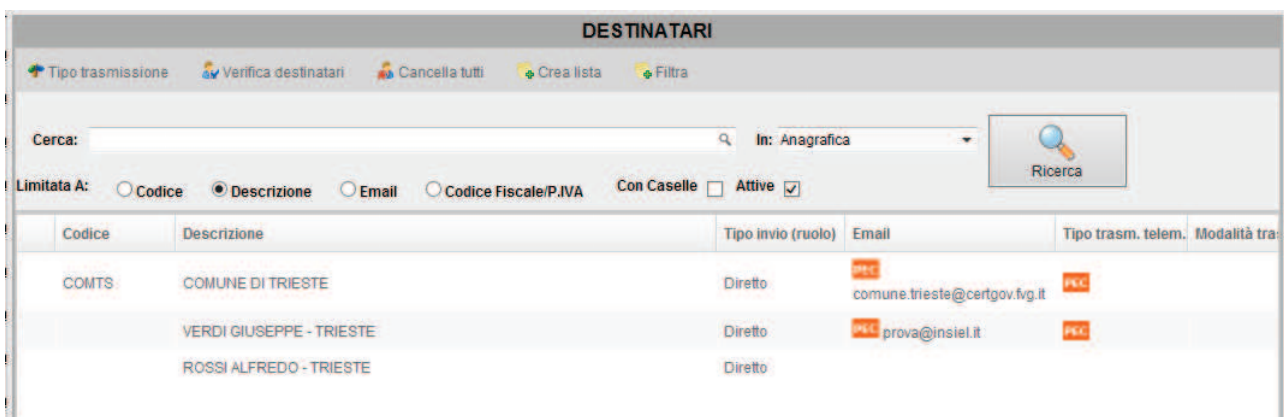 DESTINATARI
Tipo trasmissione Verifica destinatari Cancella tutti Crea lista Filtra
Cerca: In: Anagrafica
Ricerca
Limitata A: Codice Descrizione Email Codice Fiscale/P.IVA Con Caselle Attive
Codice Descrizione Tipo invio (ruolo) Email Tipo trasm. telem. Modalità tra
COMTS COMUNE DI TRIESTE Diretto PEC comune.trieste@certgov.fvg.it PEC
VERDI GIUSEPPE - TRIESTE Diretto PEC prova@insiel.it PEC
ROSSI ALFREDO - TRIESTE Diretto